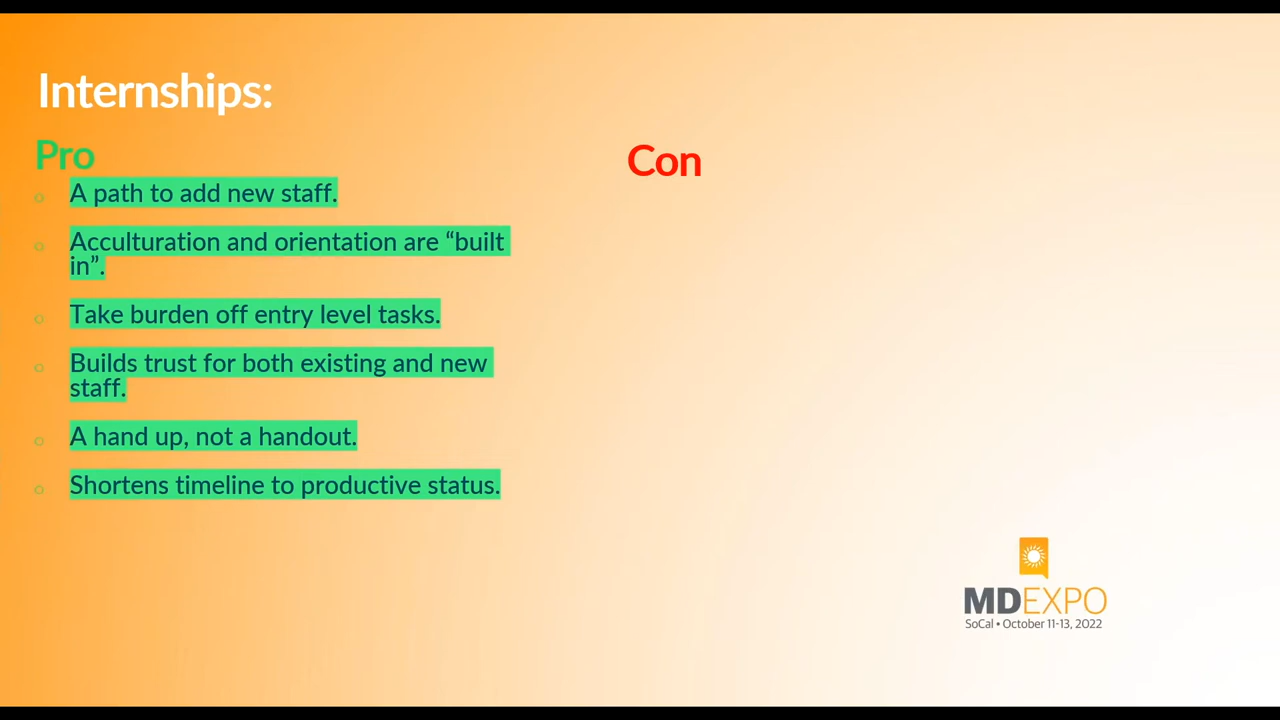 Internships:
Pro
Con
A path to add new staff.
Acculturation and orientation are “built
in”.
Take burden off entry level tasks.
Builds trust for both existing and new
staff.
A hand up, not a handout.
Shortens timeline to productive status.
MDEXPO
SoCal • October 11-13, 2022